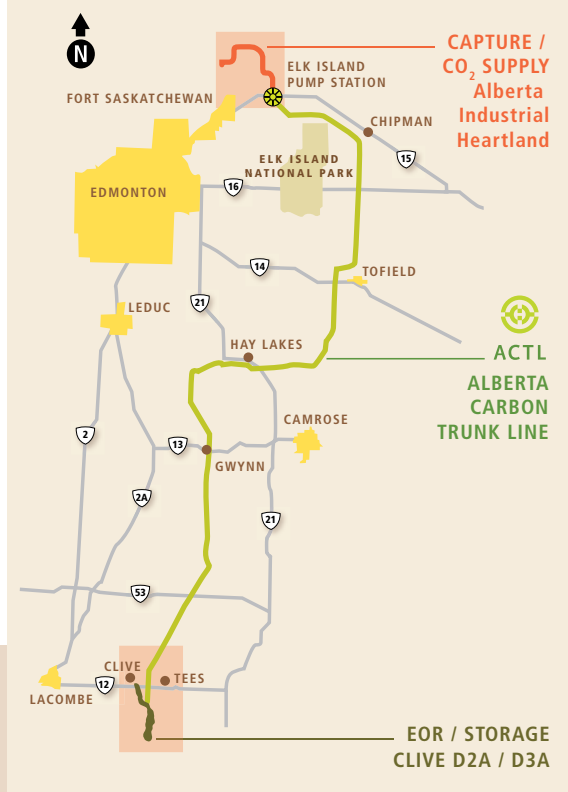 N
CAPTURE /
CO2 SUPPLY
Alberta
Industrial
Heartland
ELK ISLAND
PUMP STATION
FORT SASKATCHEWAN
CHIPMAN
15
ELK ISLAND
NATIONAL PARK
16
EDMONTON
14
TOFIELD
21
LEDUC
HAY LAKES
ACTL
ALBERTA
CARBON
TRUNK LINE
CAMROSE
2
13
GWYNN
2A
21
53
CLIVE
TEES
12
LACOMBE
EOR / STORAGE
CLIVE D2A / D3A